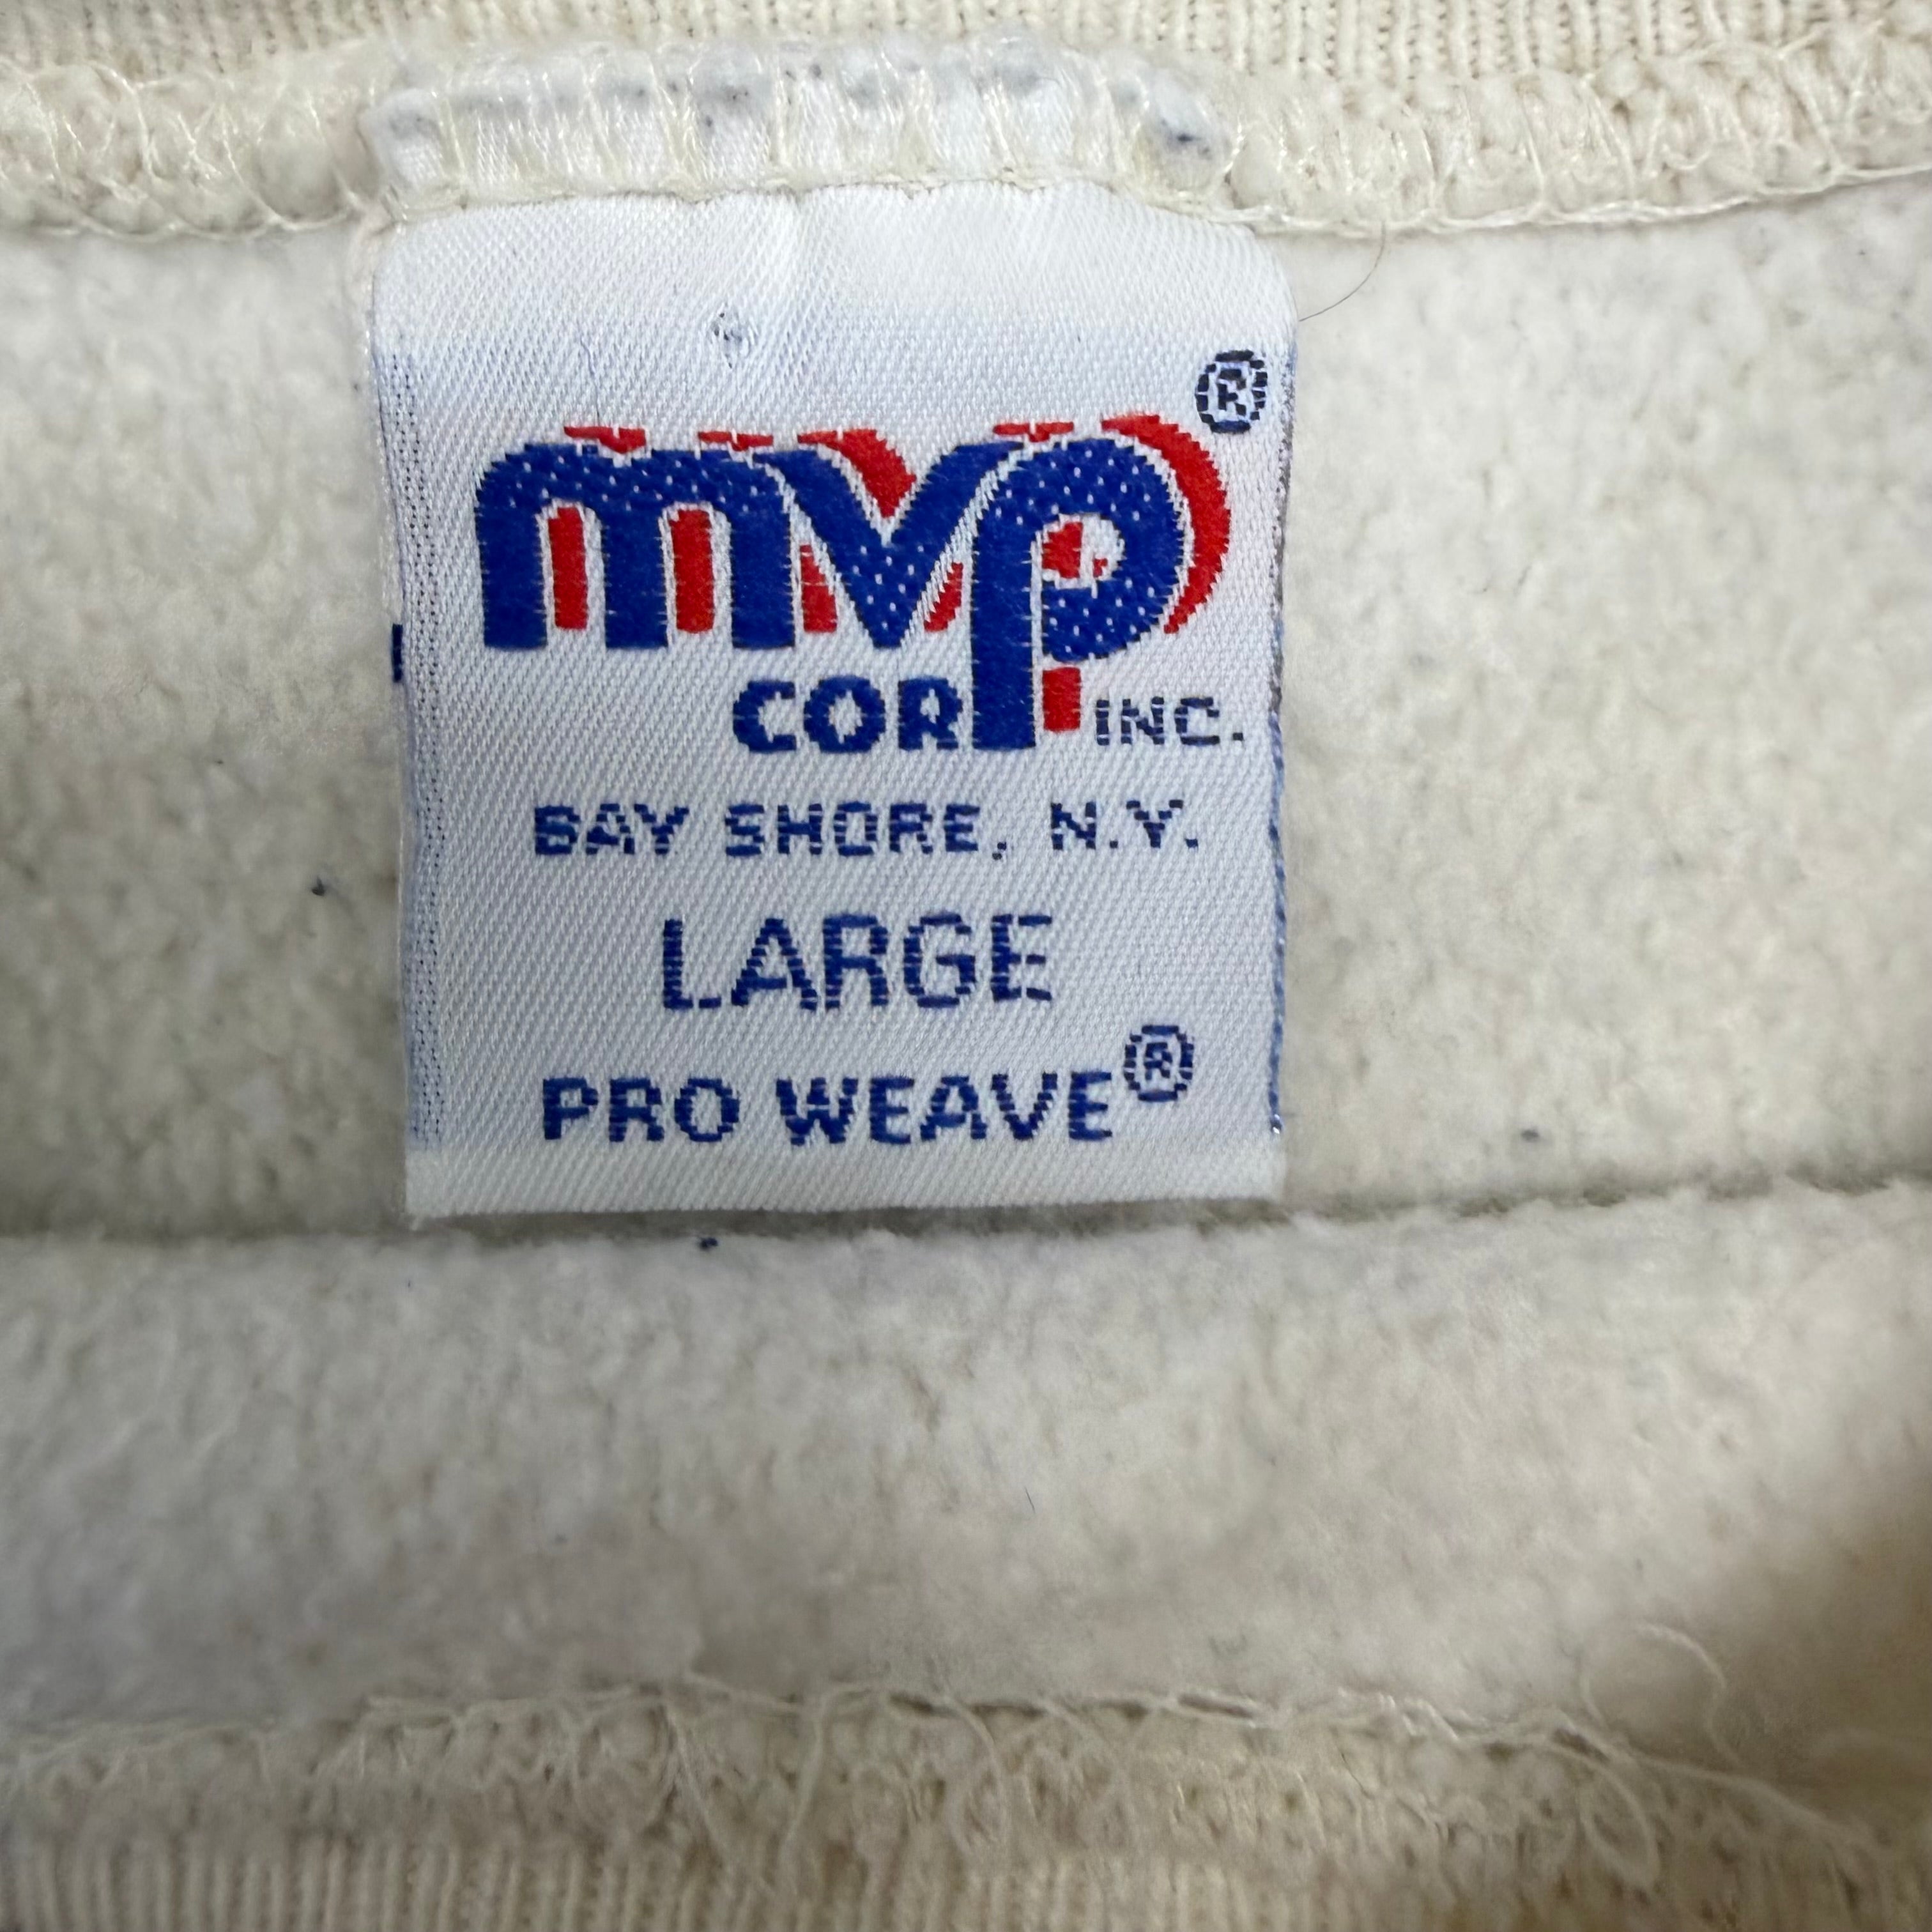 mvp®
CORP INC.
BAY SHORE, N.Y.
LARGE
PRO WEAVE®